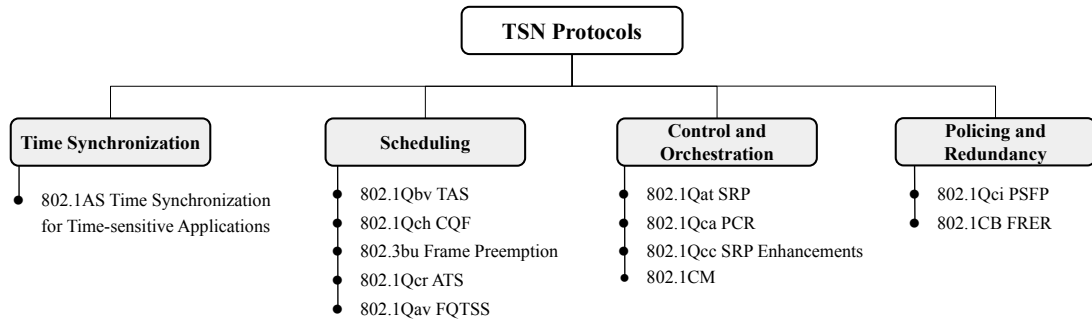 TSN Protocols
Time Synchronization
802.1AS Time Synchronization
for Time-sensitive Applications
Scheduling
802.1Qbv TAS
802.1Qch CQF
802.3bu Frame Preemption
802.1Qcr ATS
802.1Qav FQTSS
Control and
Orchestration
802.1Qat SRP
802.1Qca PCR
802.1Qcc SRP Enhancements
802.1CM
Policing and
Redundancy
802.1Qci PSFP
802.1CB FRER